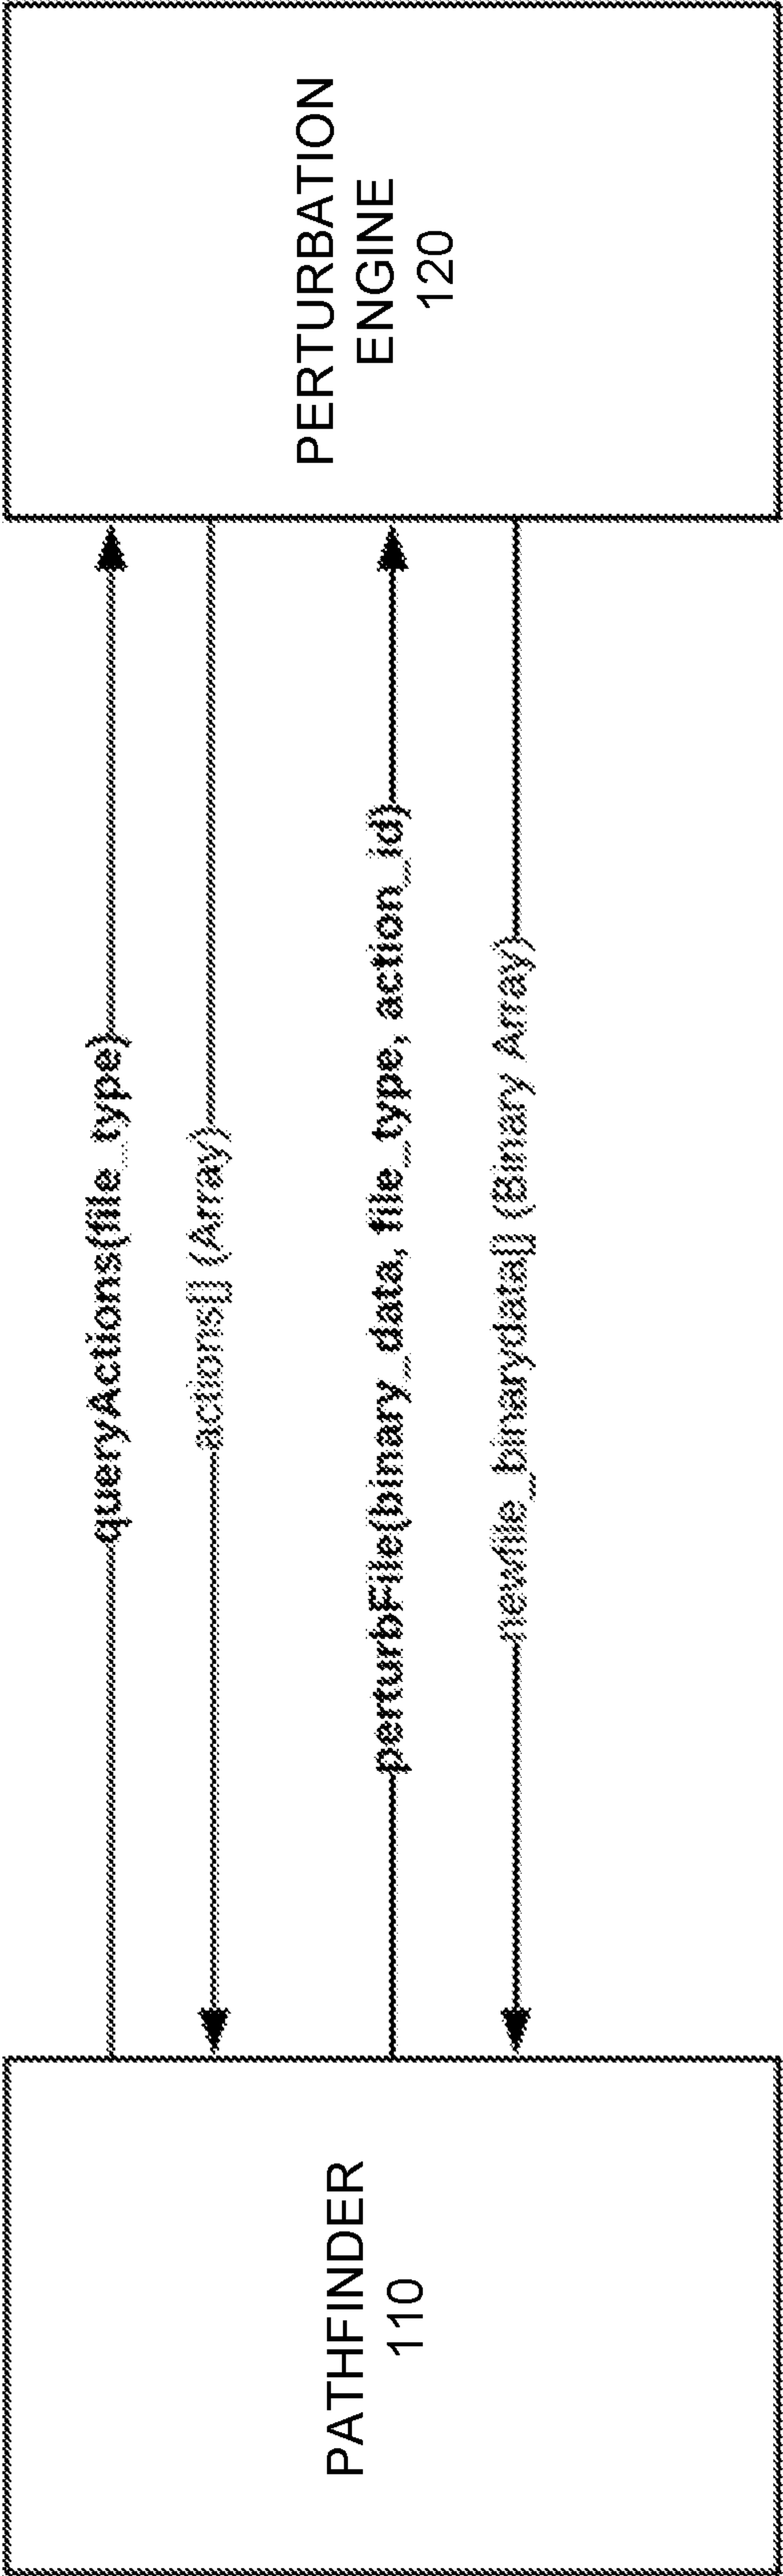 PATHFINDER
110
queryActions(file_type)
actions[] (Array)
perturbFile(binary_data, file_type, action_id)
newfile_binarydata[] (Binary Array)
PERTURBATION
ENGINE
120